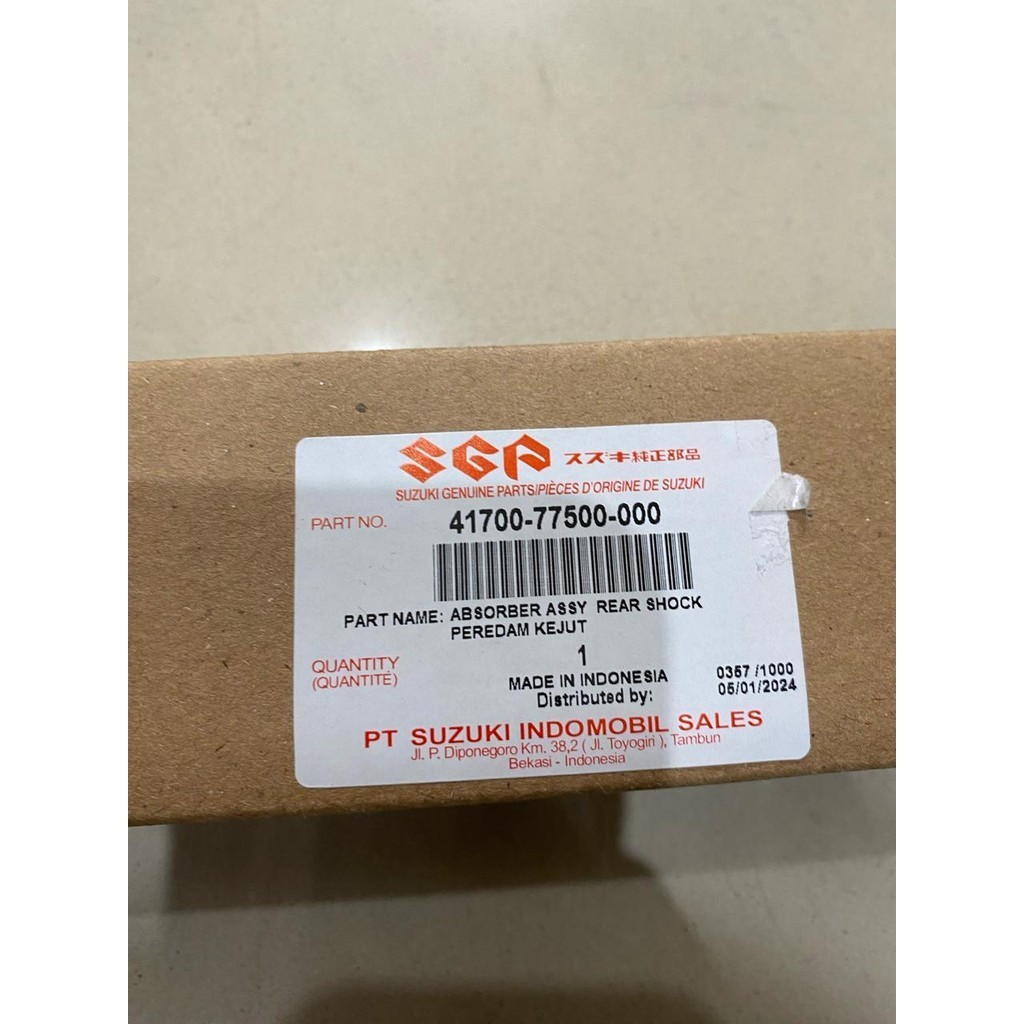 SGP スズキ純正部品
SUZUKI GENUINE PARTS/PIÈCES D'ORIGINE DE SUZUKI
PART NO. 41700-77500-000
PART NAME: ABSORBER ASSY REAR SHOCK
PEREDAM KEJUT
QUANTITY 1
(QUANTITÉ)
MADE IN INDONESIA 0357 /1000
Distributed by: 05/01/2024
PT SUZUKI INDOMOBIL SALES
Jl. P. Diponegoro Km. 38,2 ( Jl. Toyogiri ), Tambun
Bekasi - Indonesia